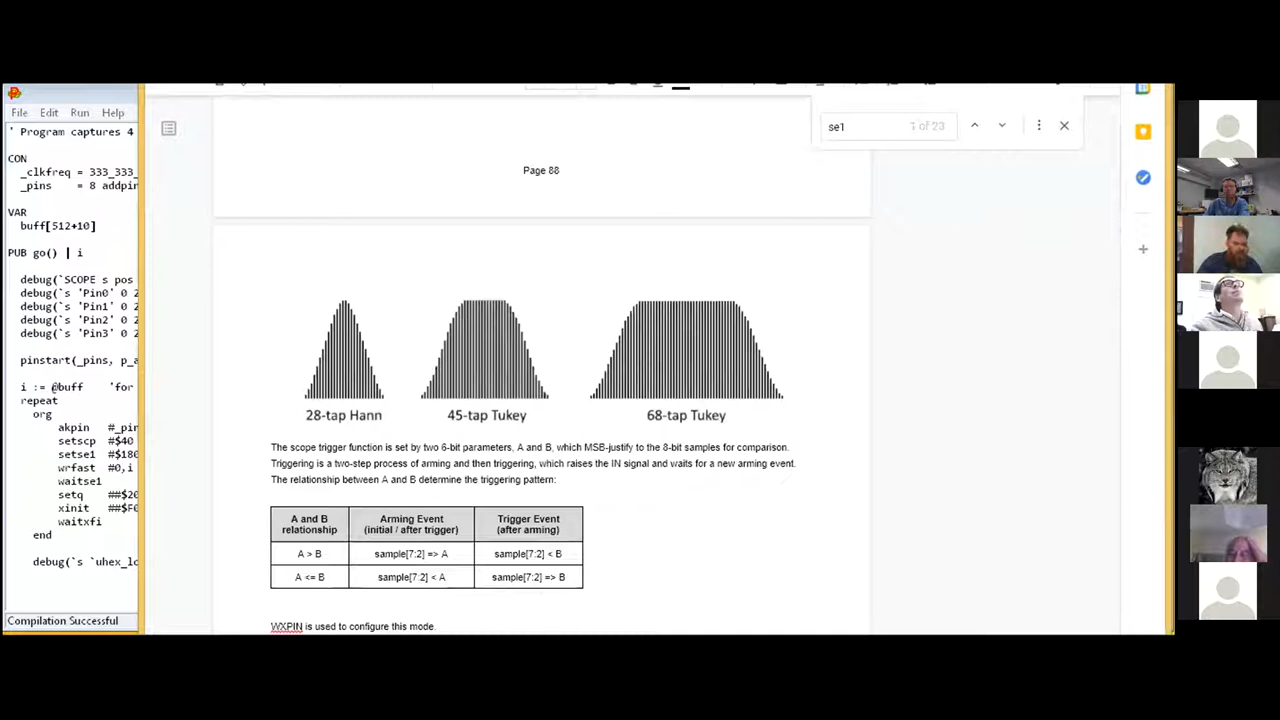 File Edit Run Help
' Program captures 4
CON
_clkfreq = 333_333_
_pins = 8 addpin
VAR
buff[512+10]
PUB go() | i
debug(`SCOPE s pos
debug(`s 'Pin0' 0 2
debug(`s 'Pin1' 0 2
debug(`s 'Pin2' 0 2
debug(`s 'Pin3' 0 2
pinstart(_pins, p_a
i := @buff 'for
repeat
org
akpin #_pin
setscp #$40
setse1 #$180
wrfast #0,i
waitse1
setq ##$20
xinit ##$F0
waitxfi
end
debug(`s `uhex_lo
Compilation Successful
se1 1 of 23
Page 88
28-tap Hann 45-tap Tukey 68-tap Tukey
The scope trigger function is set by two 6-bit parameters, A and B, which MSB-justify to the 8-bit samples for comparison.
Triggering is a two-step process of arming and then triggering, which raises the IN signal and waits for a new arming event.
The relationship between A and B determine the triggering pattern:
A and B relationship Arming Event (initial / after trigger) Trigger Event (after arming)
A > B sample[7:2] => A sample[7:2] < B
A <= B sample[7:2] < A sample[7:2] => B
WXPIN is used to configure this mode.